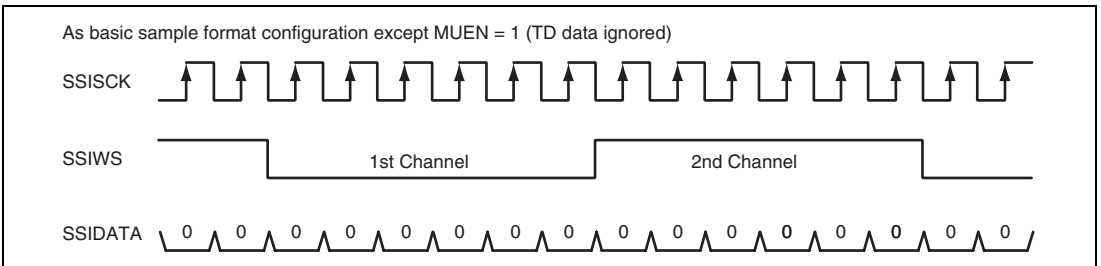 As basic sample format configuration except MUEN = 1 (TD data ignored)
SSISCK
SSIWS 1st Channel 2nd Channel
SSIDATA 0 0 0 0 0 0 0 0 0 0 0 0 0 0 0 0